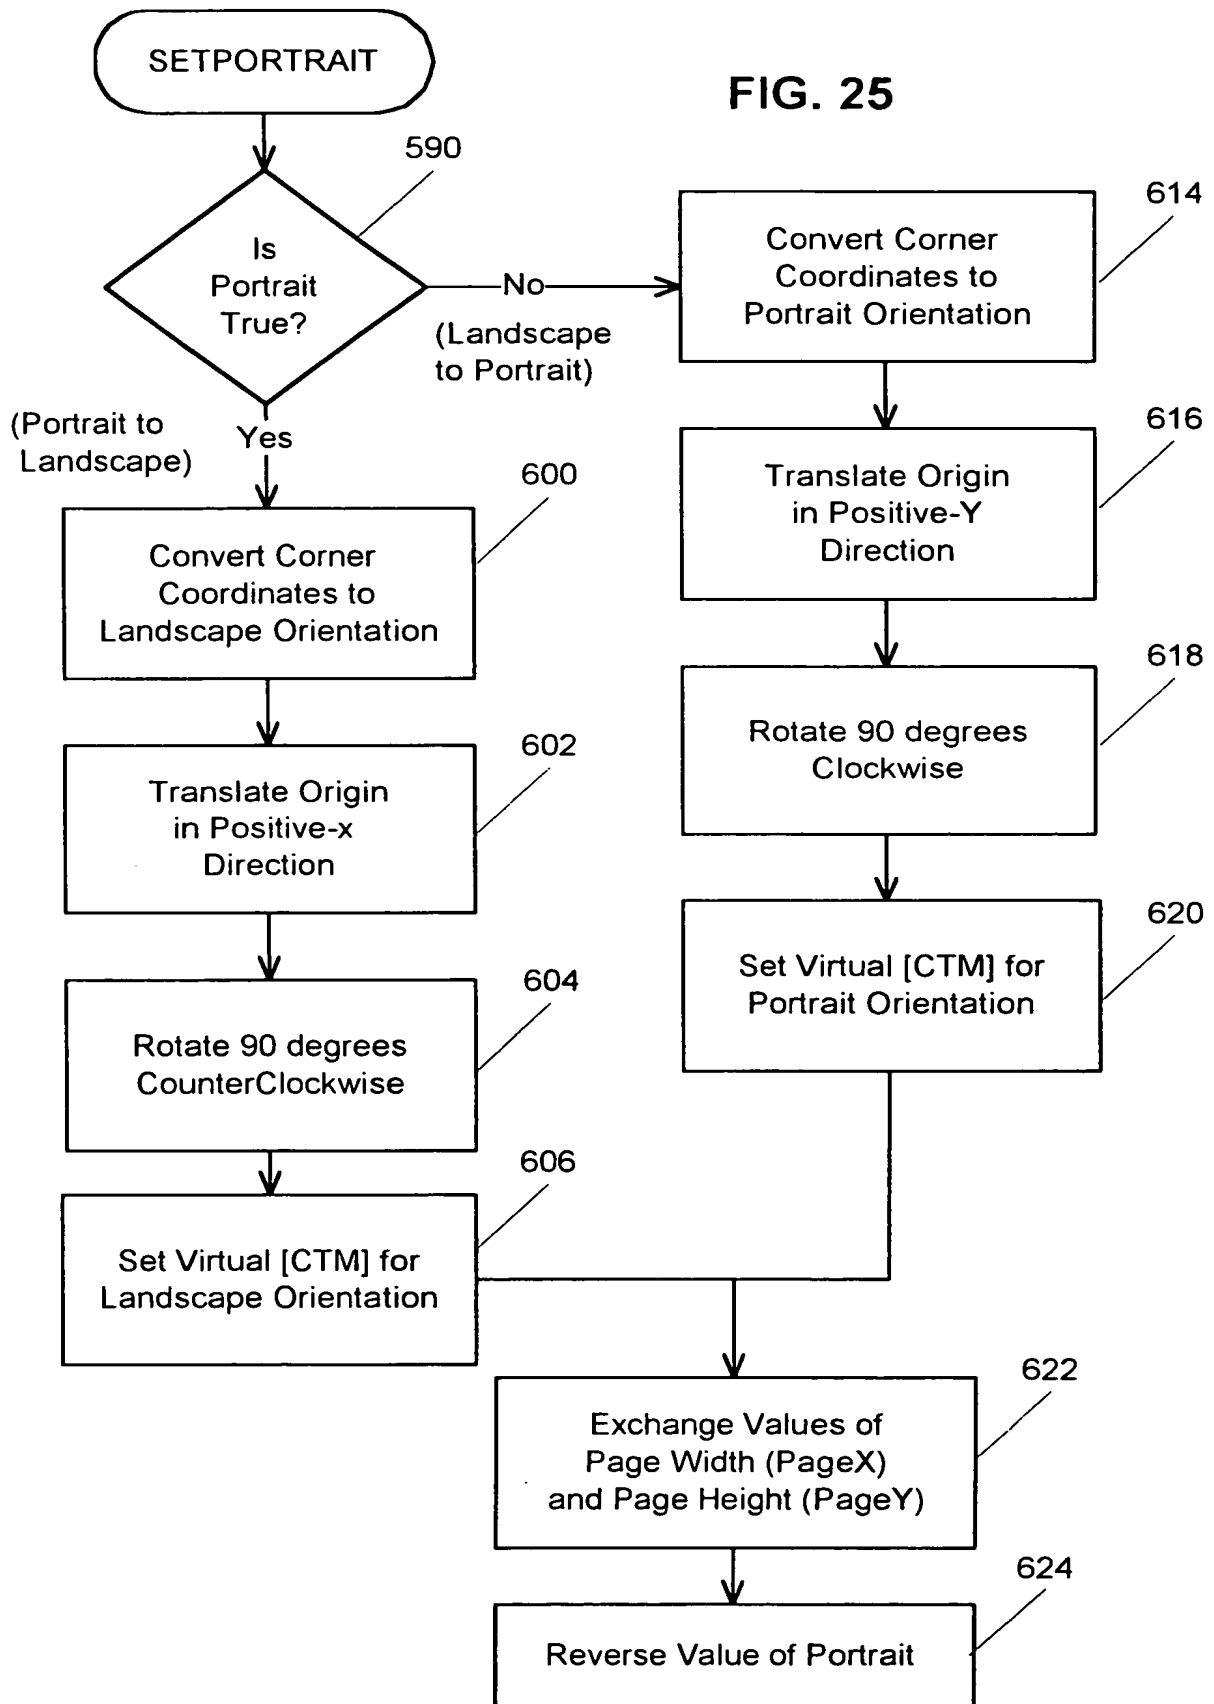 SETPORTRAIT
FIG. 25
590
Is
Portrait
True?
No
(Landscape
to Portrait)
(Portrait to
Landscape)
Yes
600
Convert Corner
Coordinates to
Landscape Orientation
602
Translate Origin
in Positive-x
Direction
604
Rotate 90 degrees
CounterClockwise
606
Set Virtual [CTM] for
Landscape Orientation
614
Convert Corner
Coordinates to
Portrait Orientation
616
Translate Origin
in Positive-Y
Direction
618
Rotate 90 degrees
Clockwise
620
Set Virtual [CTM] for
Portrait Orientation
622
Exchange Values of
Page Width (PageX)
and Page Height (PageY)
624
Reverse Value of Portrait